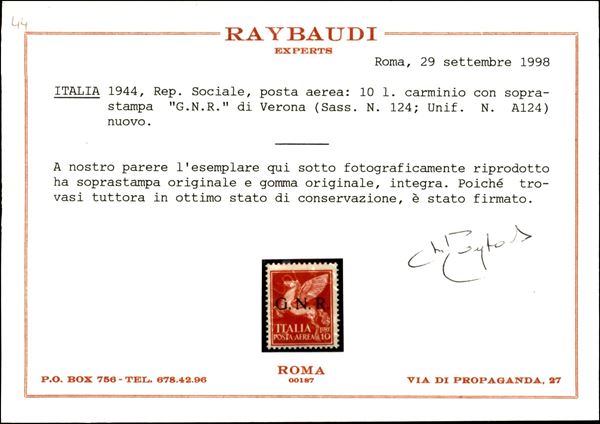 44
RAYBAUDI
EXPERTS
Roma, 29 settembre 1998
ITALIA 1944, Rep. Sociale, posta aerea: 10 l. carminio con sopra-
stampa "G.N.R." di Verona (Sass. N. 124; Unif. N. A124)
nuovo.
A nostro parere l'esemplare qui sotto fotograficamente riprodotto
ha soprastampa originale e gomma originale, integra. Poiché tro-
vasi tuttora in ottimo stato di conservazione, è stato firmato.
G.N.R.
ITALIA
POSTA AEREA
10
ROMA
00187
P.O. BOX 756 - TEL. 678.42.96
VIA DI PROPAGANDA, 27